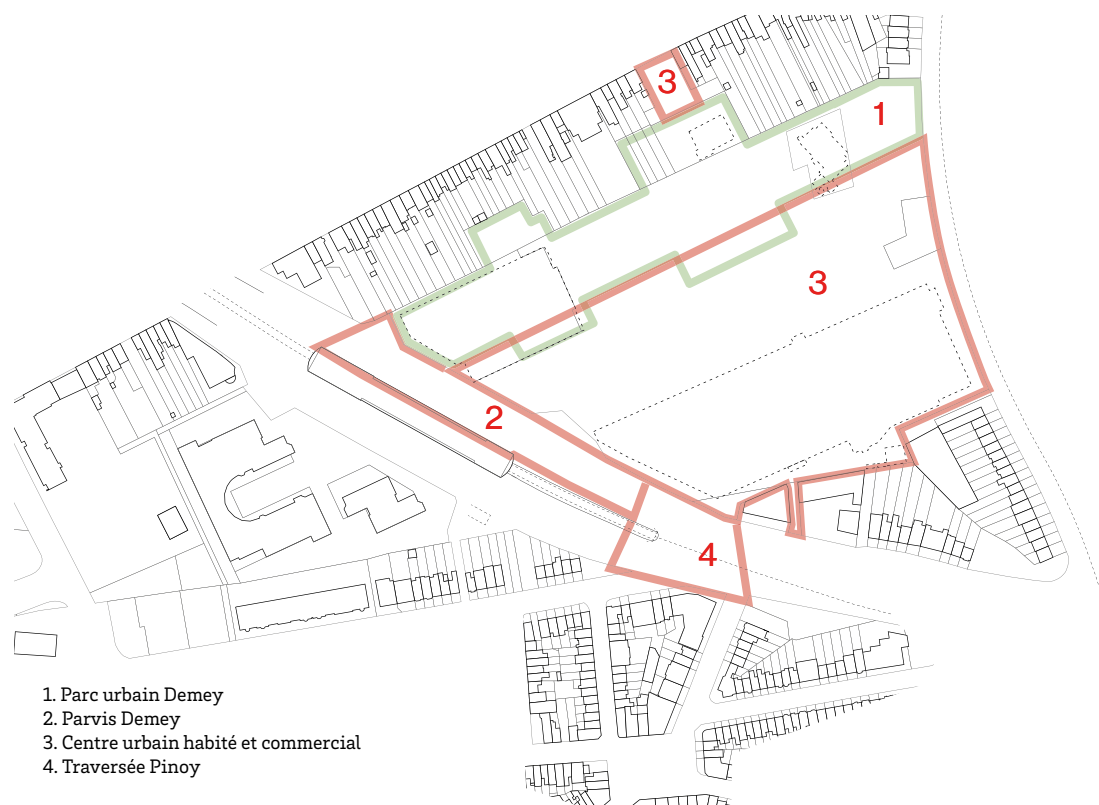 3
1
3
2
4
1. Parc urbain Demey
2. Parvis Demey
3. Centre urbain habité et commercial
4. Traversée Pinoy